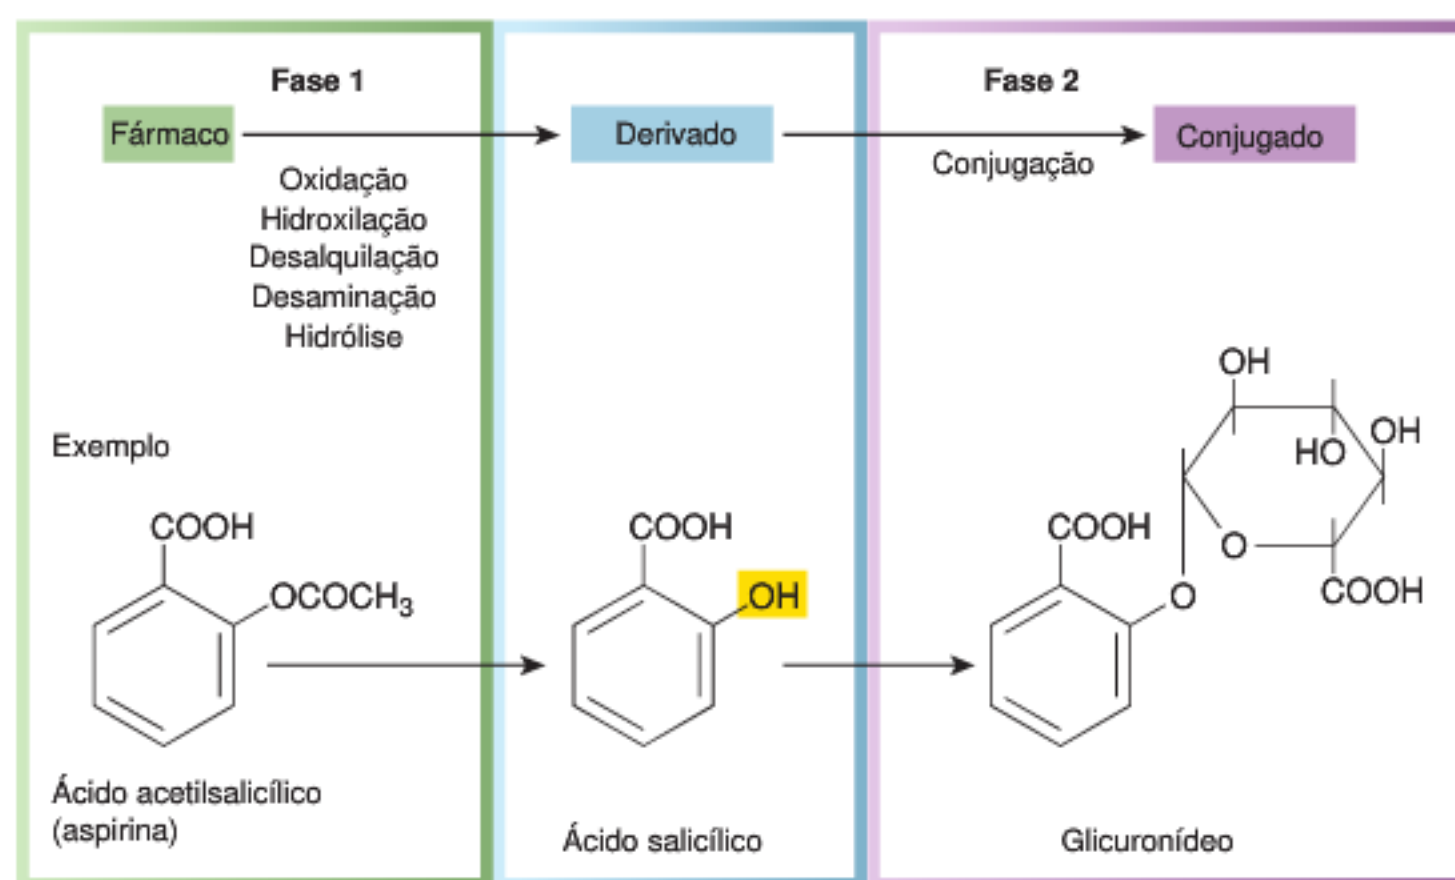 Fase 1
Fase 2
Fármaco
Derivado
Conjugado
Oxidação
Hidroxilação
Desalquilação
Desaminação
Hidrólise
Conjugação
Exemplo
COOH
OCOCH₃
Ácido acetilsalicílico
(aspirina)
COOH
OH
Ácido salicílico
OH
HO
OH
O
COOH
COOH
O
Glicuronídeo